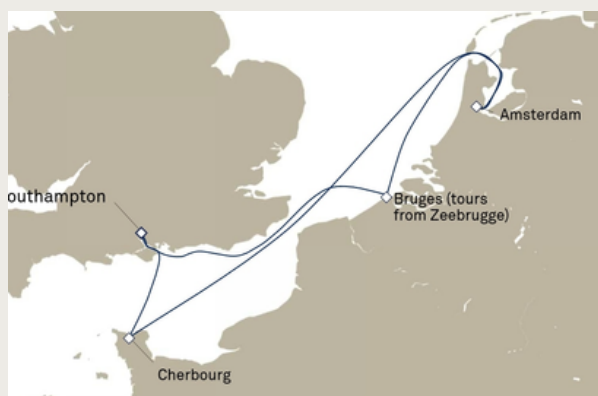 Amsterdam
outhampton
Bruges (tours
from Zeebrugge)
Cherbourg